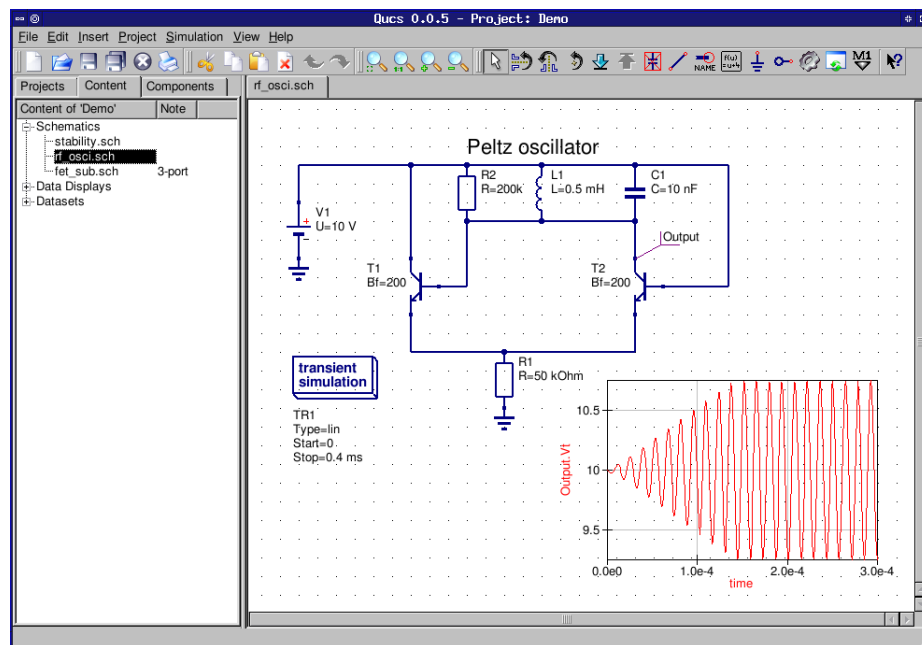 Qucs 0.0.5 - Project: Demo
File Edit Insert Project Simulation View Help
NAME
f(u)
=u+4
M1
Projects Content Components
rf_osci.sch
Content of 'Demo' Note
Schematics
stability.sch
rf_osci.sch
fet_sub.sch 3-port
Data Displays
Datasets
Peltz oscillator
R2
R=200k
L1
L=0.5 mH
C1
C=10 nF
V1
U=10 V
+
−
Output
T1
Bf=200
T2
Bf=200
R1
R=50 kOhm
transient
simulation
TR1
Type=lin
Start=0
Stop=0.4 ms
10.5
10
9.5
Output.Vt
0.0e0 1.0e-4 2.0e-4 3.0e-4
time